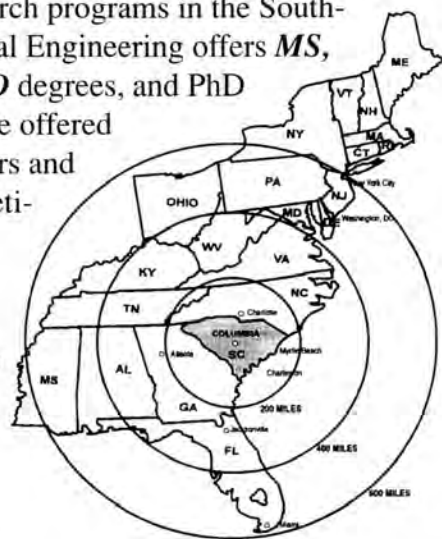 rch programs in the South-
al Engineering offers MS,
D degrees, and PhD
e offered
rs and
eti-
ME
VT
NH
NY
MA
RI
CT
New York City
PA
NJ
OHIO
MD
DE
Washington, DC
WV
VA
KY
NC
TN
Charlotte
COLUMBIA
SC
Atlanta
Myrtle Beach
Charleston
MS
AL
GA
200 MILES
Jacksonville
FL
400 MILES
600 MILES
Miami